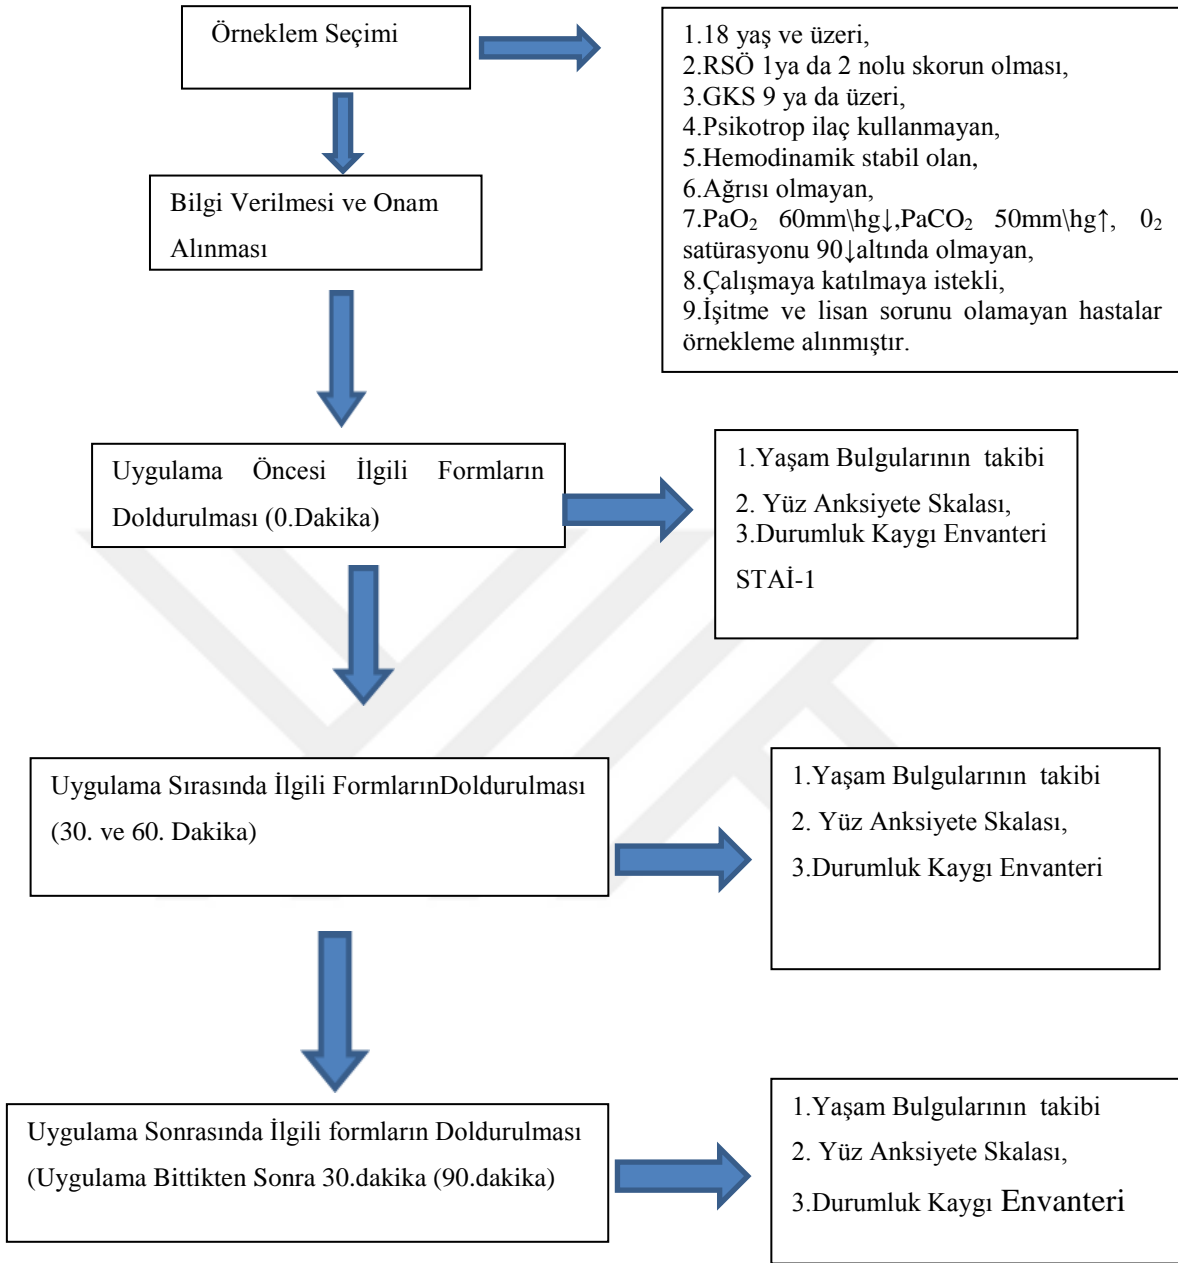 Örneklem Seçimi
1.18 yaş ve üzeri,
2.RSÖ 1ya da 2 nolu skorun olması,
3.GKS 9 ya da üzeri,
4.Psikotrop ilaç kullanmayan,
5.Hemodinamik stabil olan,
6.Ağrısı olmayan,
7.PaO₂ 60mm\hg↓,PaCO₂ 50mm\hg↑, 0₂
satürasyonu 90↓altında olmayan,
8.Çalışmaya katılmaya istekli,
9.İşitme ve lisan sorunu olamayan hastalar
örnekleme alınmıştır.
Bilgi Verilmesi ve Onam
Alınması
Uygulama Öncesi İlgili Formların
Doldurulması (0.Dakika)
1.Yaşam Bulgularının takibi
2. Yüz Anksiyete Skalası,
3.Durumluk Kaygı Envanteri
STAİ-1
Uygulama Sırasında İlgili FormlarınDoldurulması
(30. ve 60. Dakika)
1.Yaşam Bulgularının takibi
2. Yüz Anksiyete Skalası,
3.Durumluk Kaygı Envanteri
Uygulama Sonrasında İlgili formların Doldurulması
(Uygulama Bittikten Sonra 30.dakika (90.dakika)
1.Yaşam Bulgularının takibi
2. Yüz Anksiyete Skalası,
3.Durumluk Kaygı Envanteri